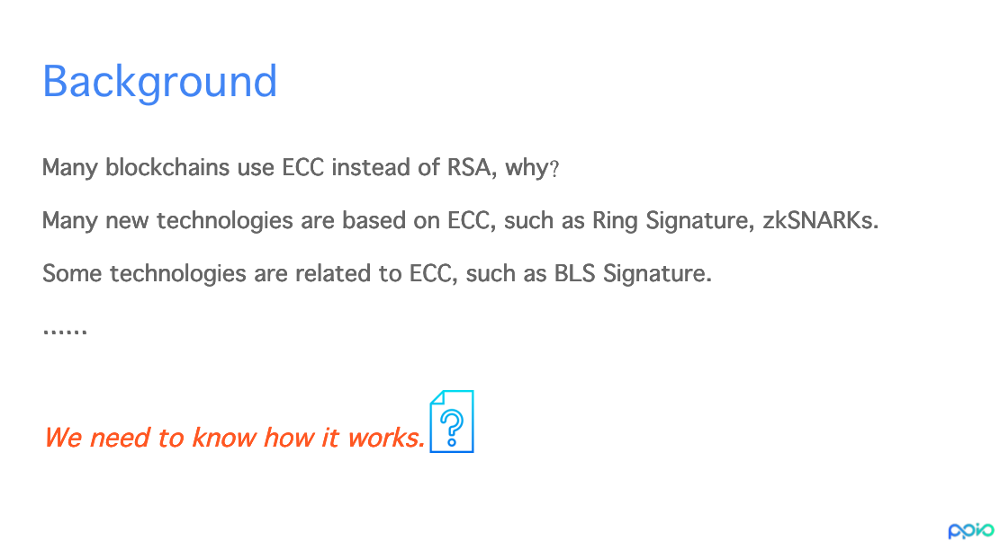 Background
Many blockchains use ECC instead of RSA, why?
Many new technologies are based on ECC, such as Ring Signature, zkSNARKs.
Some technologies are related to ECC, such as BLS Signature.
......
We need to know how it works.
?
ppio